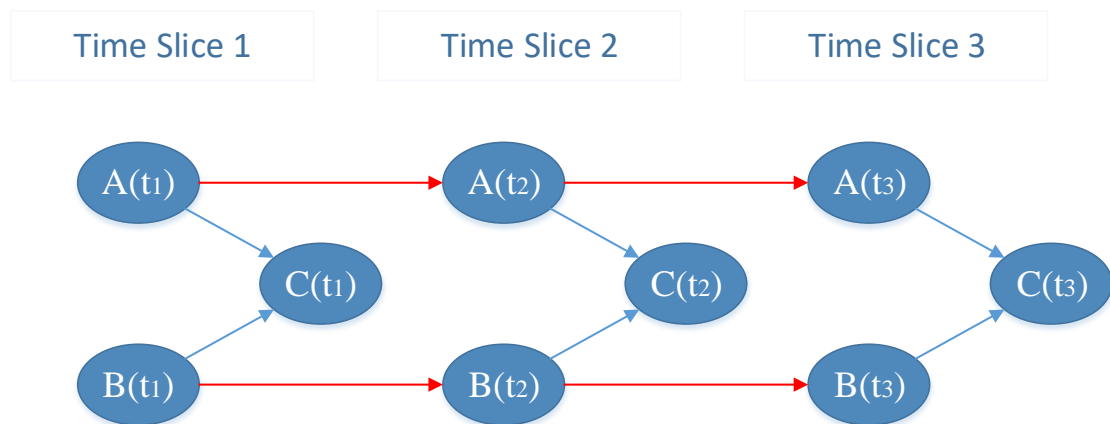 Time Slice 1 Time Slice 2 Time Slice 3
A(t1) A(t2) A(t3)
C(t1) C(t2) C(t3)
B(t1) B(t2) B(t3)